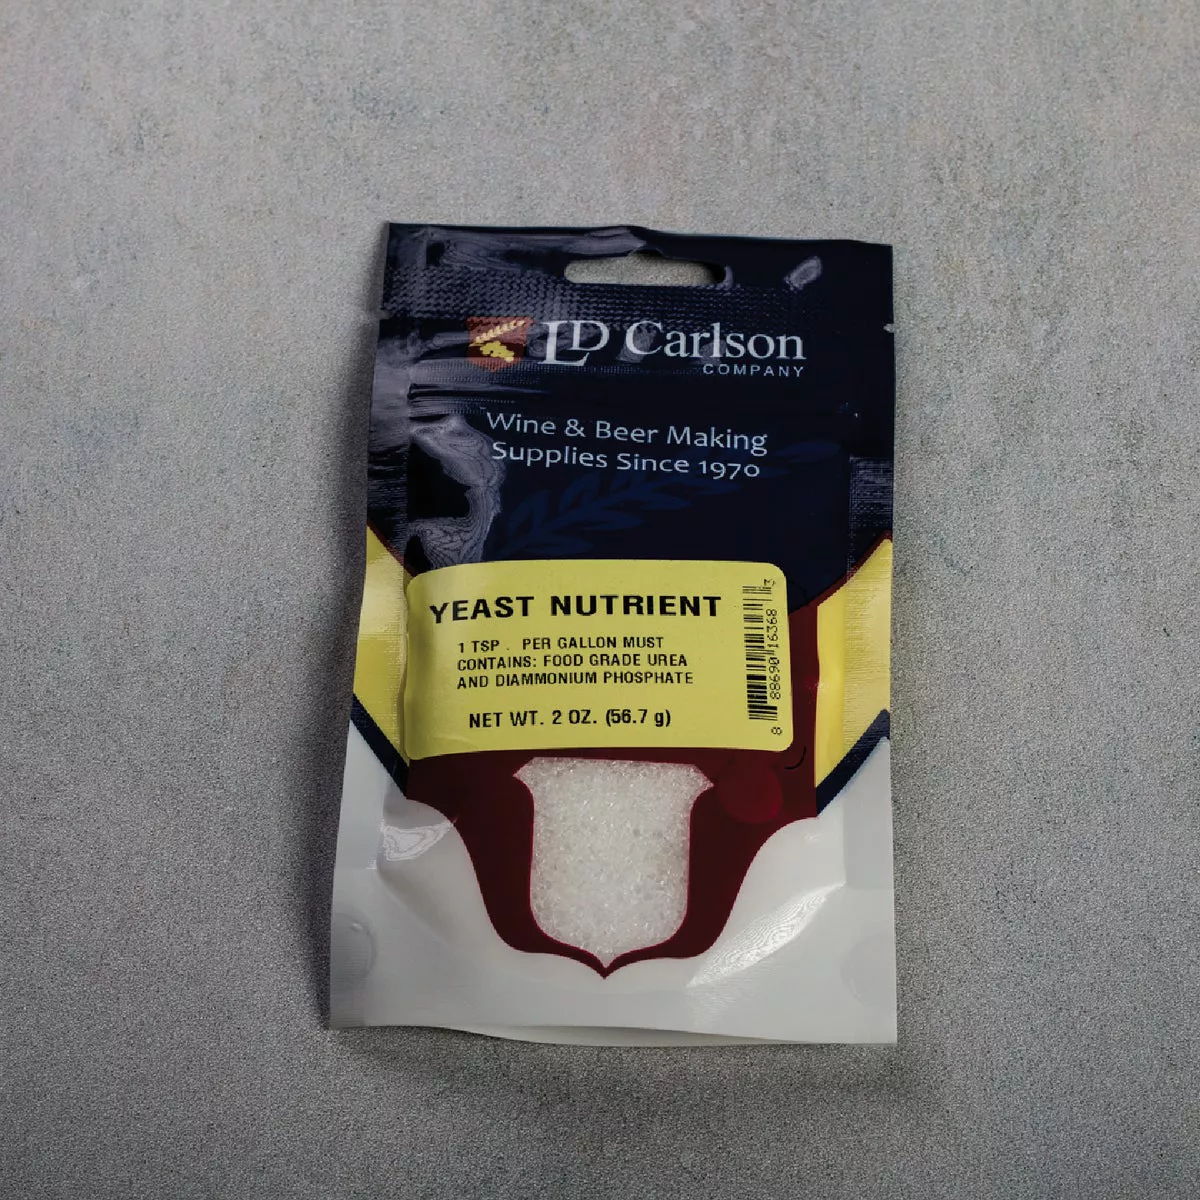 LD Carlson
COMPANY
Wine & Beer Making
Supplies Since 1970
YEAST NUTRIENT
1 TSP . PER GALLON MUST
CONTAINS: FOOD GRADE UREA
AND DIAMMONIUM PHOSPHATE
NET WT. 2 OZ. (56.7 g)
8 88690 16368 3